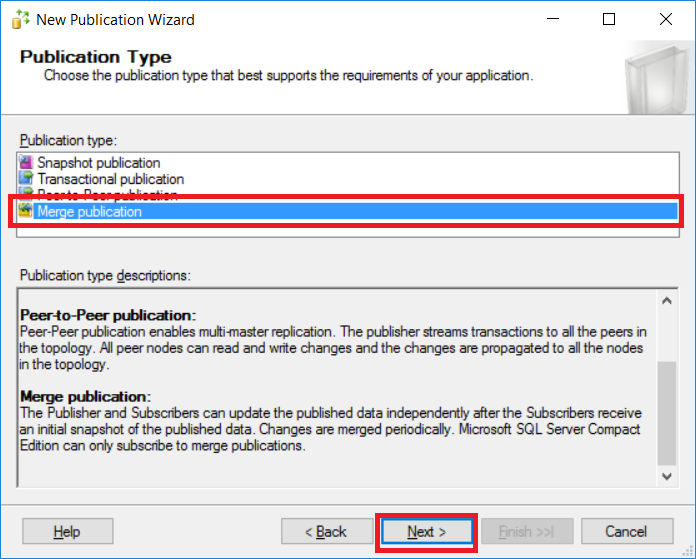 New Publication Wizard
Publication Type
Choose the publication type that best supports the requirements of your application.
Publication type:
Snapshot publication
Transactional publication
Peer-to-Peer publication
Merge publication
Publication type descriptions:
Peer-to-Peer publication:
Peer-Peer publication enables multi-master replication. The publisher streams transactions to all the peers in
the topology. All peer nodes can read and write changes and the changes are propagated to all the nodes
in the topology.
Merge publication:
The Publisher and Subscribers can update the published data independently after the Subscribers receive
an initial snapshot of the published data. Changes are merged periodically. Microsoft SQL Server Compact
Edition can only subscribe to merge publications.
Help
< Back
Next >
Finish >>|
Cancel